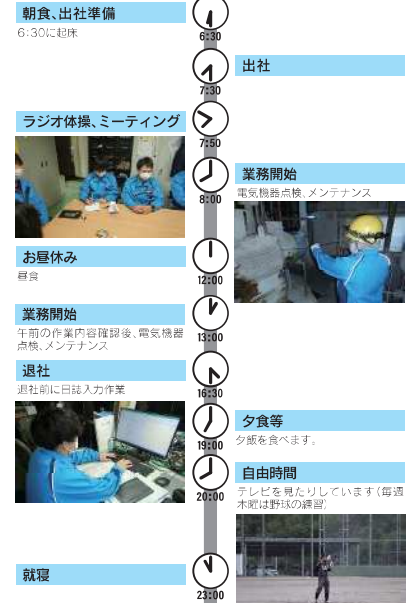 朝食、出社準備
6:30に起床
6:30
出社
7:30
ラジオ体操、ミーティング
7:50
業務開始
電気機器点検、メンテナンス
8:00
お昼休み
昼食
12:00
業務開始
午前の作業内容確認後、電気機器
点検、メンテナンス
13:00
退社
退社前に日誌入力作業
16:30
夕食等
夕飯を食べます。
19:00
自由時間
テレビを見たりしています(毎週
木曜は野球の練習)
20:00
就寝
23:00